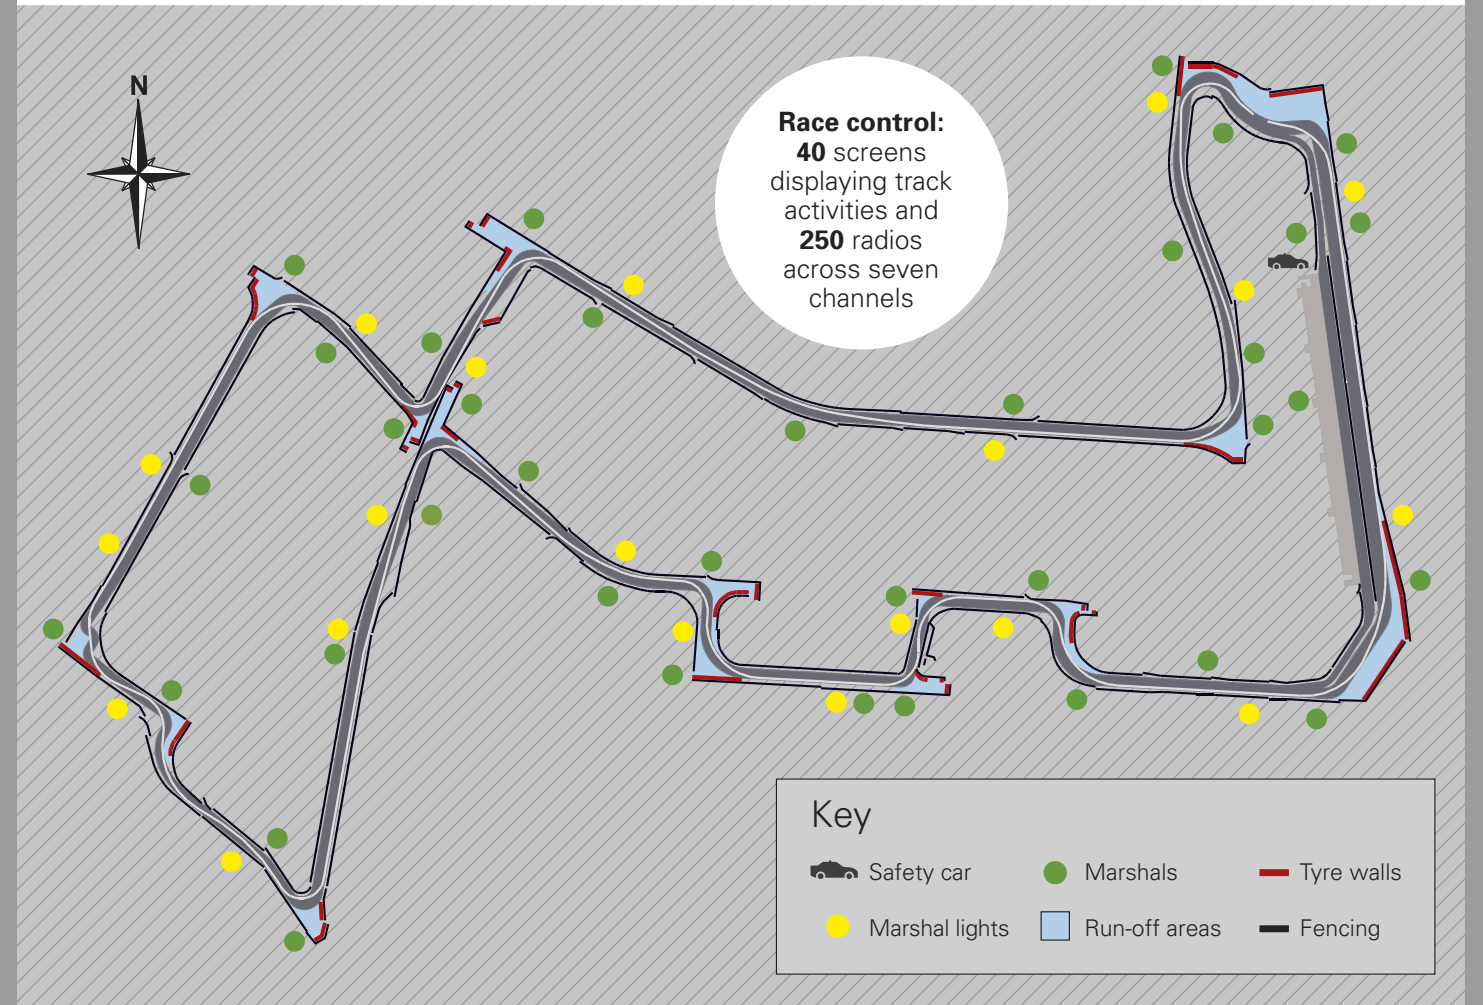 N
Race control:
40 screens
displaying track
activities and
250 radios
across seven
channels
Key
Safety car
Marshals
Tyre walls
Marshal lights
Run-off areas
Fencing